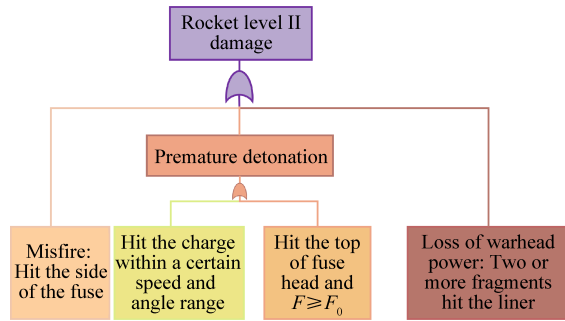 Rocket level II
damage
Premature detonation
Misfire:
Hit the side
of the fuse
Hit the charge
within a certain
speed and
angle range
Hit the top
of fuse
head and
F⩾F₀
Loss of warhead
power: Two or
more fragments
hit the liner